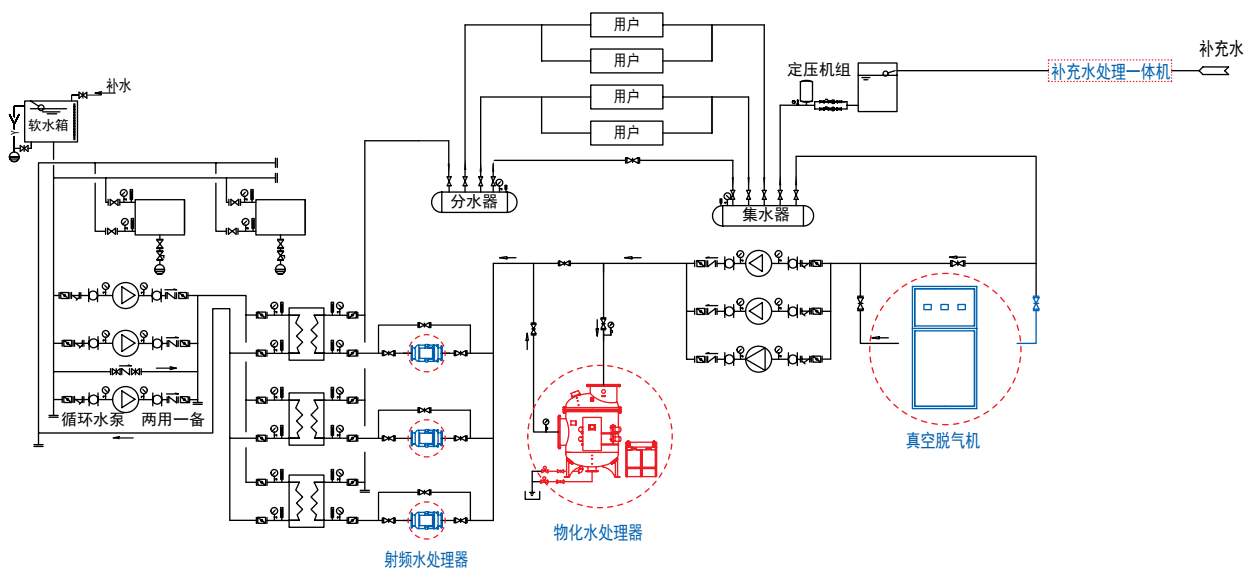 用户
用户
用户
用户
补充水
定压机组
补充水处理一体机
补水
软水箱
分水器
集水器
循环水泵 两用一备
真空脱气机
物化水处理器
射频水处理器